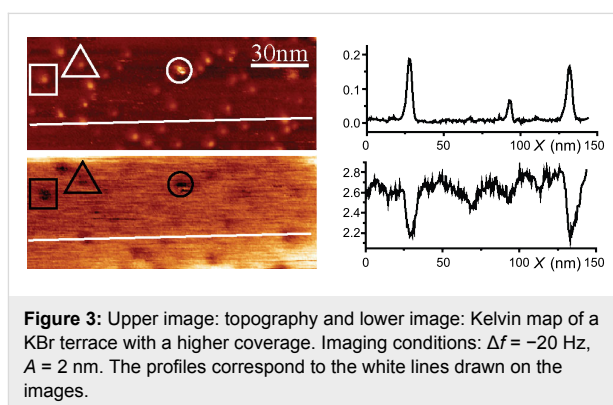 30nm
0.2
0.1
0.0
0 50 100 X (nm) 150
2.8
2.6
2.4
2.2
0 50 100 X (nm) 150
Figure 3: Upper image: topography and lower image: Kelvin map of a
KBr terrace with a higher coverage. Imaging conditions: Δf = −20 Hz,
A = 2 nm. The profiles correspond to the white lines drawn on the
images.